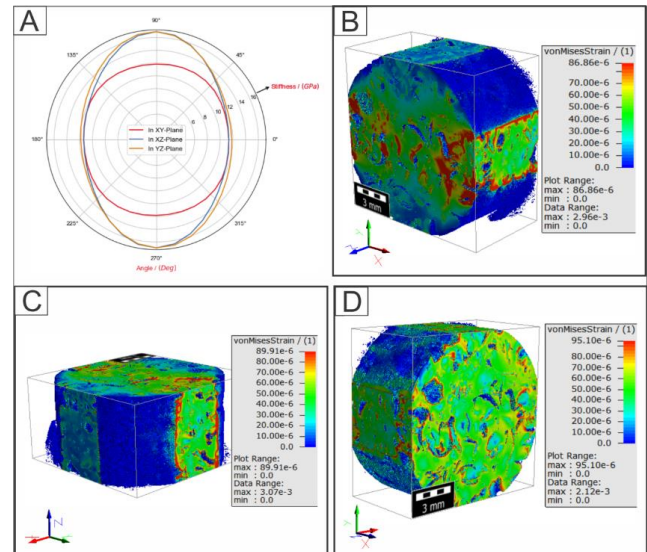 A
90°
135°
45°
Stiffness / (GPa)
16
14
12
10
8
6
180°
0°
In XY-Plane
In XZ-Plane
In YZ-Plane
225°
315°
270°
Angle / (Deg)
B
vonMisesStrain / (1)
86.86e-6
70.00e-6
60.00e-6
50.00e-6
40.00e-6
30.00e-6
20.00e-6
10.00e-6
0.0
Plot Range:
max : 86.86e-6
min : 0.0
Data Range:
max : 2.96e-3
min : 0.0
3 mm
X
C
vonMisesStrain / (1)
89.91e-6
80.00e-6
70.00e-6
60.00e-6
50.00e-6
40.00e-6
30.00e-6
20.00e-6
10.00e-6
0.0
Plot Range:
max : 89.91e-6
min : 0.0
Data Range:
max : 3.07e-3
min : 0.0
Z
D
vonMisesStrain / (1)
95.10e-6
80.00e-6
70.00e-6
60.00e-6
50.00e-6
40.00e-6
30.00e-6
20.00e-6
10.00e-6
0.0
Plot Range:
max : 95.10e-6
min : 0.0
Data Range:
max : 2.12e-3
min : 0.0
3 mm
X